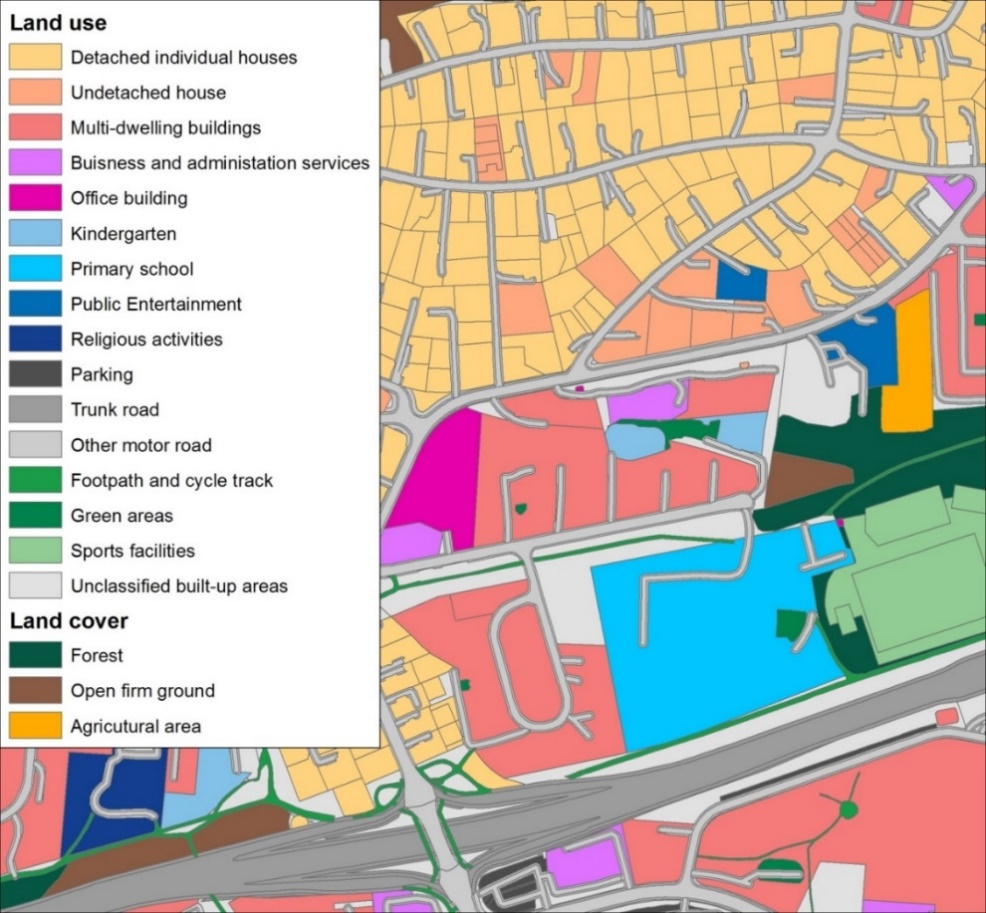 Land use
Detached individual houses
Undetached house
Multi-dwelling buildings
Buisness and administation services
Office building
Kindergarten
Primary school
Public Entertainment
Religious activities
Parking
Trunk road
Other motor road
Footpath and cycle track
Green areas
Sports facilities
Unclassified built-up areas
Land cover
Forest
Open firm ground
Agricutural area